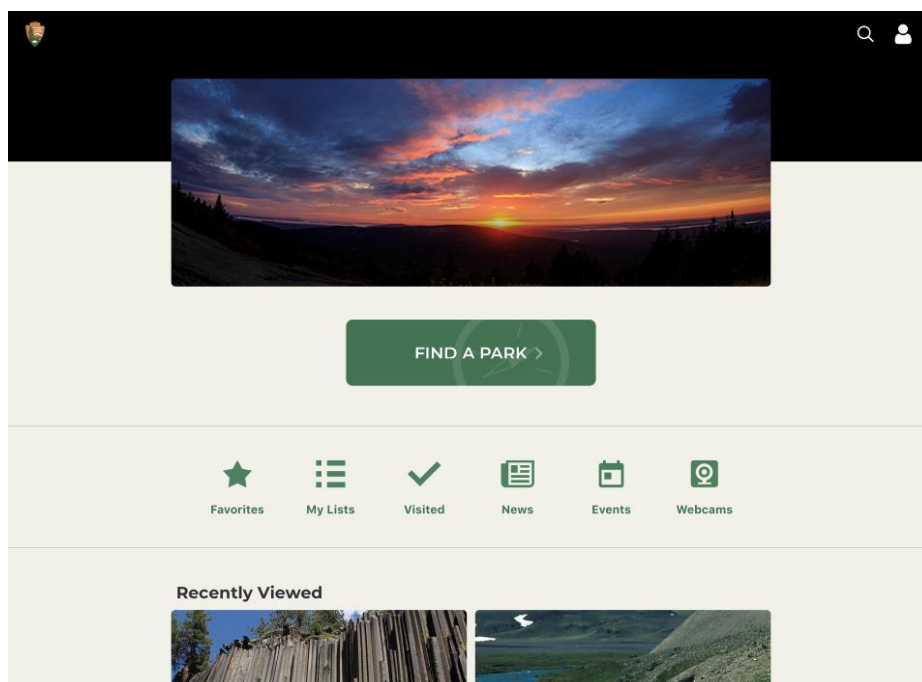 FIND A PARK
Favorites
My Lists
Visited
News
Events
Webcams
Recently Viewed